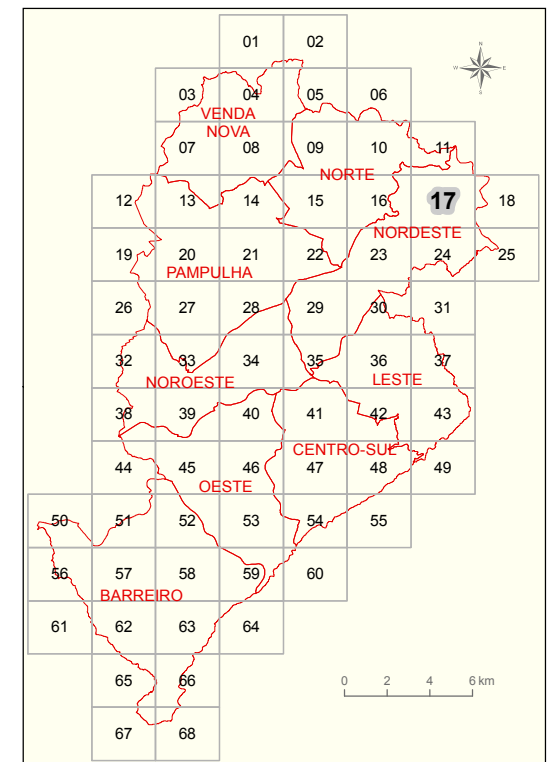 01 02
N
W E
S
03 04 05 06
VENDA
NOVA
07 08 09 10 11
NORTE
12 13 14 15 16 17 18
NORDESTE
19 20 21 22 23 24 25
PAMPULHA
26 27 28 29 30 31
32 33 34 35 36 37
NOROESTE LESTE
38 39 40 41 42 43
CENTRO-SUL
44 45 46 47 48 49
OESTE
50 51 52 53 54 55
56 57 58 59 60
BARREIRO
61 62 63 64
65 66
0 2 4 6 km
67 68